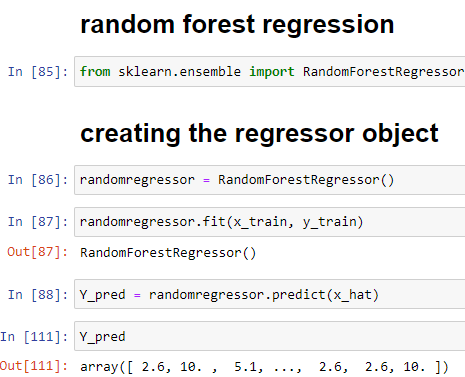 random forest regression
In [85]: from sklearn.ensemble import RandomForestRegressor
creating the regressor object
In [86]: randomregressor = RandomForestRegressor()
In [87]: randomregressor.fit(x_train, y_train)
Out[87]: RandomForestRegressor()
In [88]: Y_pred = randomregressor.predict(x_hat)
In [111]: Y_pred
Out[111]: array([ 2.6, 10. ,  5.1, ...,  2.6,  2.6, 10. ])